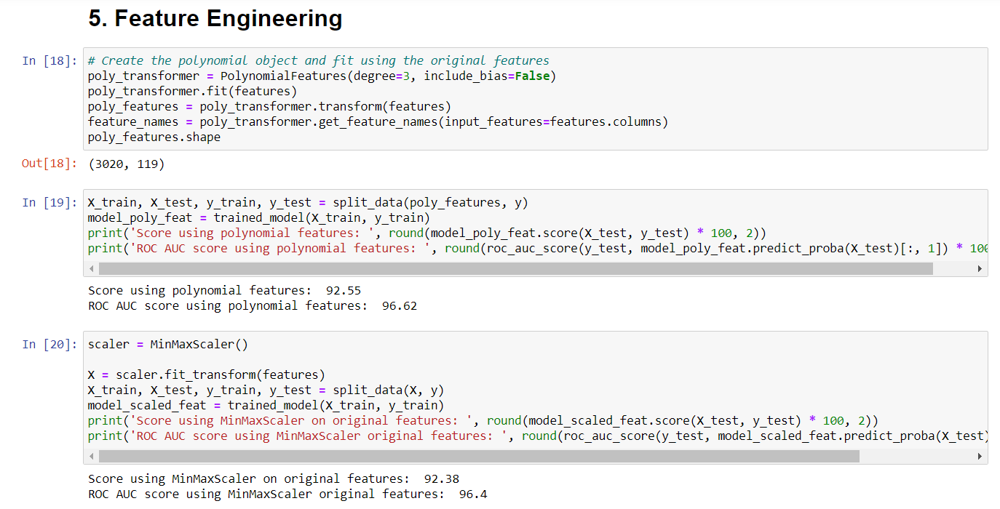 5. Feature Engineering
In [18]: # Create the polynomial object and fit using the original features
poly_transformer = PolynomialFeatures(degree=3, include_bias=False)
poly_transformer.fit(features)
poly_features = poly_transformer.transform(features)
feature_names = poly_transformer.get_feature_names(input_features=features.columns)
poly_features.shape
Out[18]: (3020, 119)
In [19]: X_train, X_test, y_train, y_test = split_data(poly_features, y)
model_poly_feat = trained_model(X_train, y_train)
print('Score using polynomial features: ', round(model_poly_feat.score(X_test, y_test) * 100, 2))
print('ROC AUC score using polynomial features: ', round(roc_auc_score(y_test, model_poly_feat.predict_proba(X_test)[:, 1]) * 100
Score using polynomial features:  92.55
ROC AUC score using polynomial features:  96.62
In [20]: scaler = MinMaxScaler()
X = scaler.fit_transform(features)
X_train, X_test, y_train, y_test = split_data(X, y)
model_scaled_feat = trained_model(X_train, y_train)
print('Score using MinMaxScaler on original features: ', round(model_scaled_feat.score(X_test, y_test) * 100, 2))
print('ROC AUC score using MinMaxScaler original features: ', round(roc_auc_score(y_test, model_scaled_feat.predict_proba(X_test)
Score using MinMaxScaler on original features:  92.38
ROC AUC score using MinMaxScaler original features:  96.4